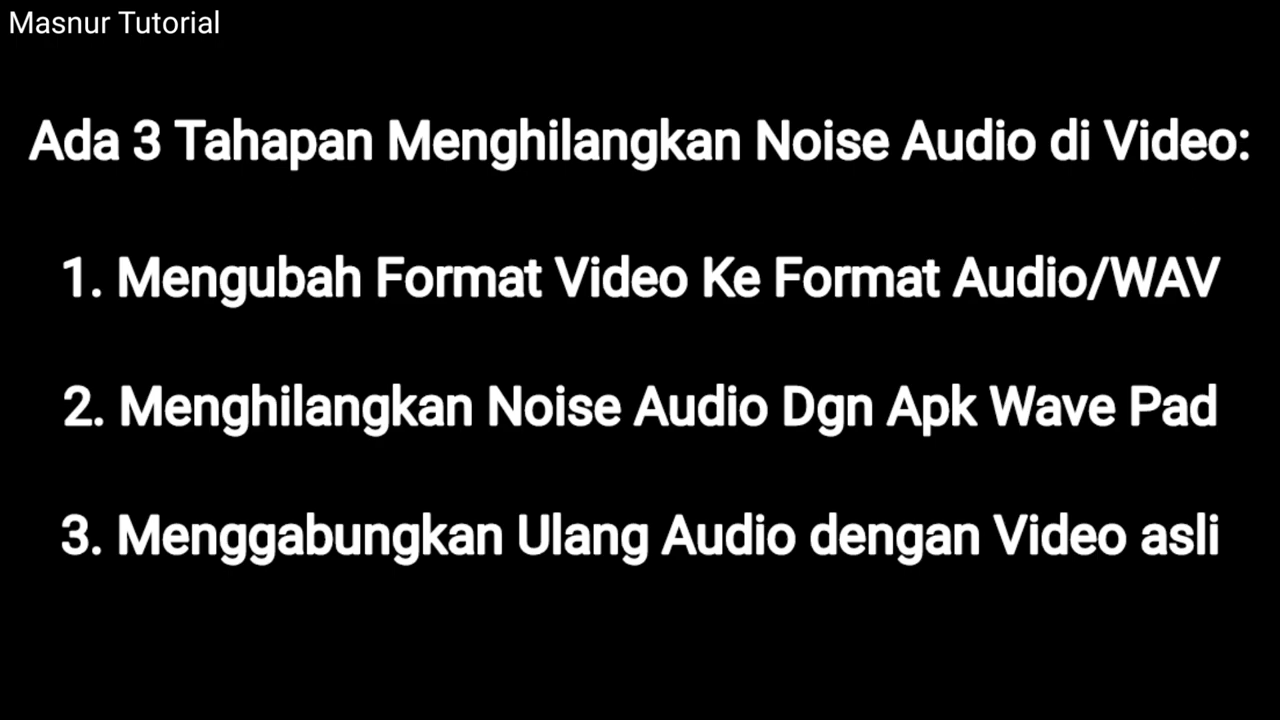 Masnur Tutorial
Ada 3 Tahapan Menghilangkan Noise Audio di Video:
1. Mengubah Format Video Ke Format Audio/WAV
2. Menghilangkan Noise Audio Dgn Apk Wave Pad
3. Menggabungkan Ulang Audio dengan Video asli